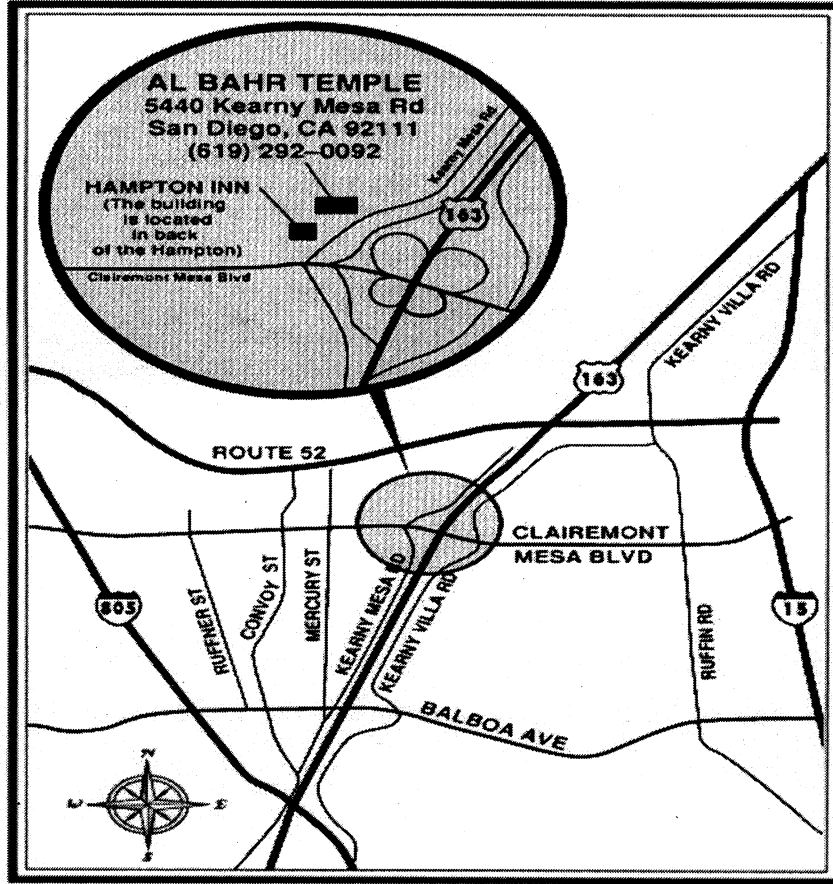 AL BAHR TEMPLE
5440 Kearny Mesa Rd
San Diego, CA 92111
(619) 292-0092
Kearny Mesa Rd
HAMPTON INN
(The building
is located
in back
of the Hampton)
163
Clairemont Mesa Blvd
KEARNY VILLA RD
163
ROUTE 52
CLAIREMONT
MESA BLVD
805
RUFFNER ST
CONVOY ST
MERCURY ST
KEARNY MESA RD
KEARNY VILLA RD
RUFFIN RD
15
BALBOA AVE
N
W
E
S